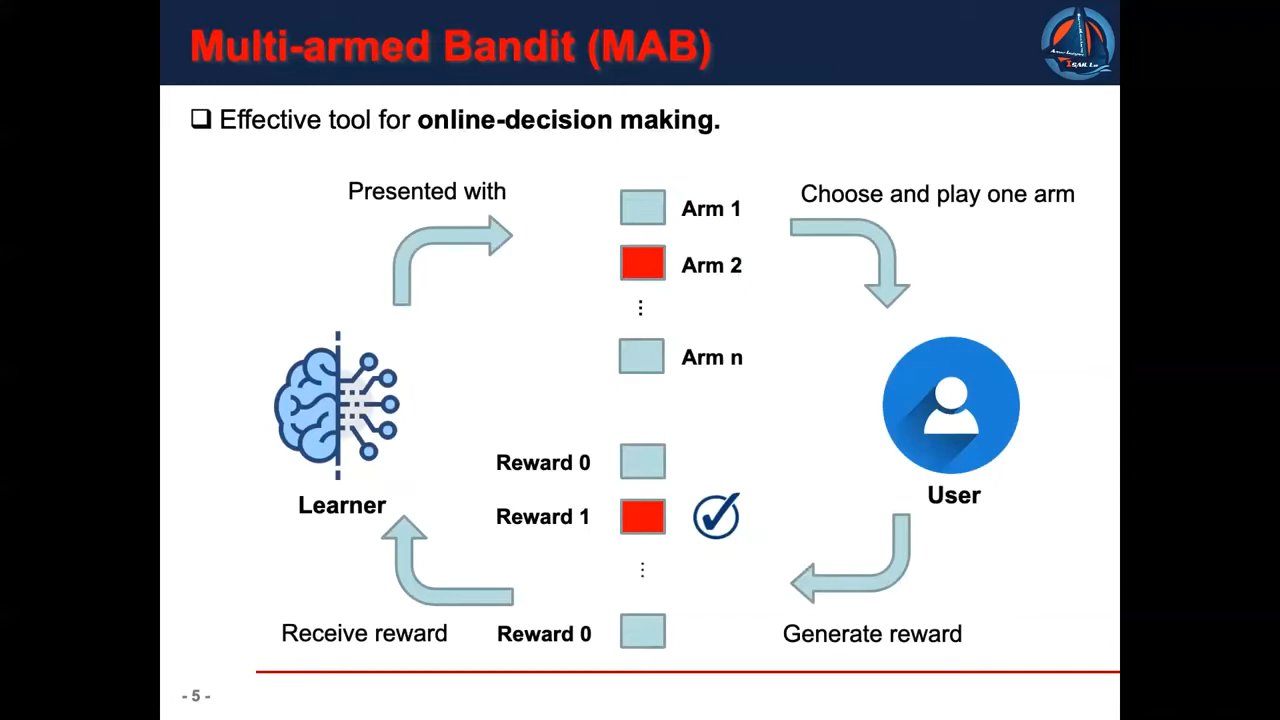 Multi-armed Bandit (MAB)
❑ Effective tool for online-decision making.
Presented with
Choose and play one arm
Arm 1
Arm 2
⋮
Arm n
Learner
User
Reward 0
Reward 1
⋮
Reward 0
Receive reward
Generate reward
- 5 -